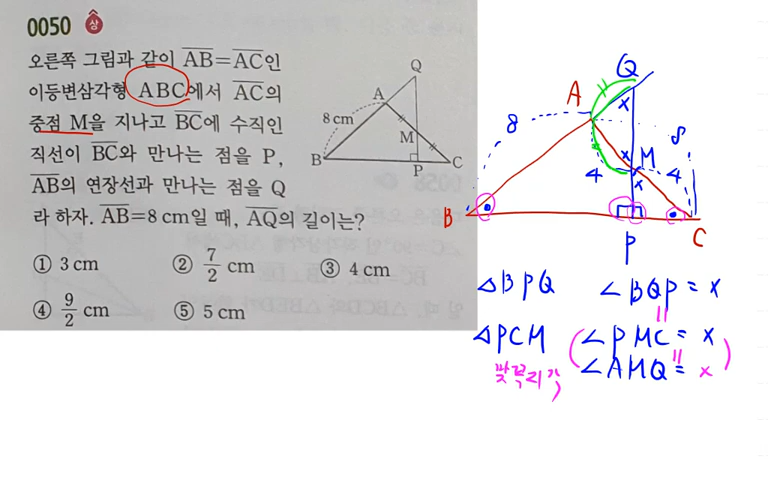 0050 상
오른쪽 그림과 같이 AB=AC인
이등변삼각형 ABC에서 AC의
중점 M을 지나고 BC에 수직인
직선이 BC와 만나는 점을 P,
AB의 연장선과 만나는 점을 Q
라 하자. AB=8 cm일 때, AQ의 길이는?
① 3 cm ② 7/2 cm ③ 4 cm
④ 9/2 cm ⑤ 5 cm
Q
A
8 cm
M
B
P
C
Q
A
x
8
8
x
M
4
x
4
B
P
C
△BPQ ∠BQP = x
△PCM ∠PMC = x
맞꼭지각 ∠AMQ = x